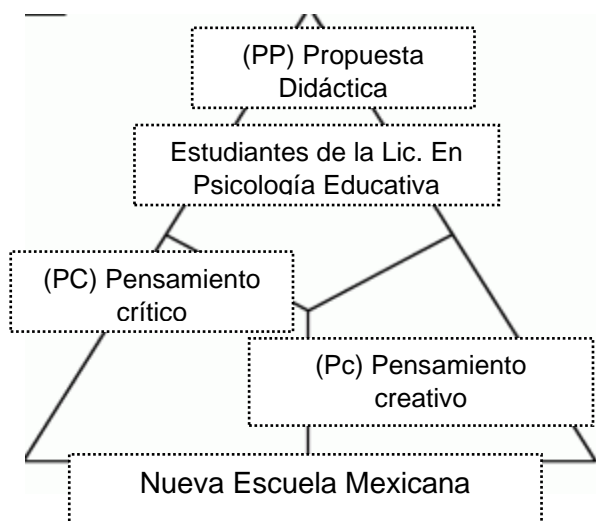 (PP) Propuesta
Didáctica
Estudiantes de la Lic. En
Psicología Educativa
(PC) Pensamiento
crítico
(Pc) Pensamiento
creativo
Nueva Escuela Mexicana